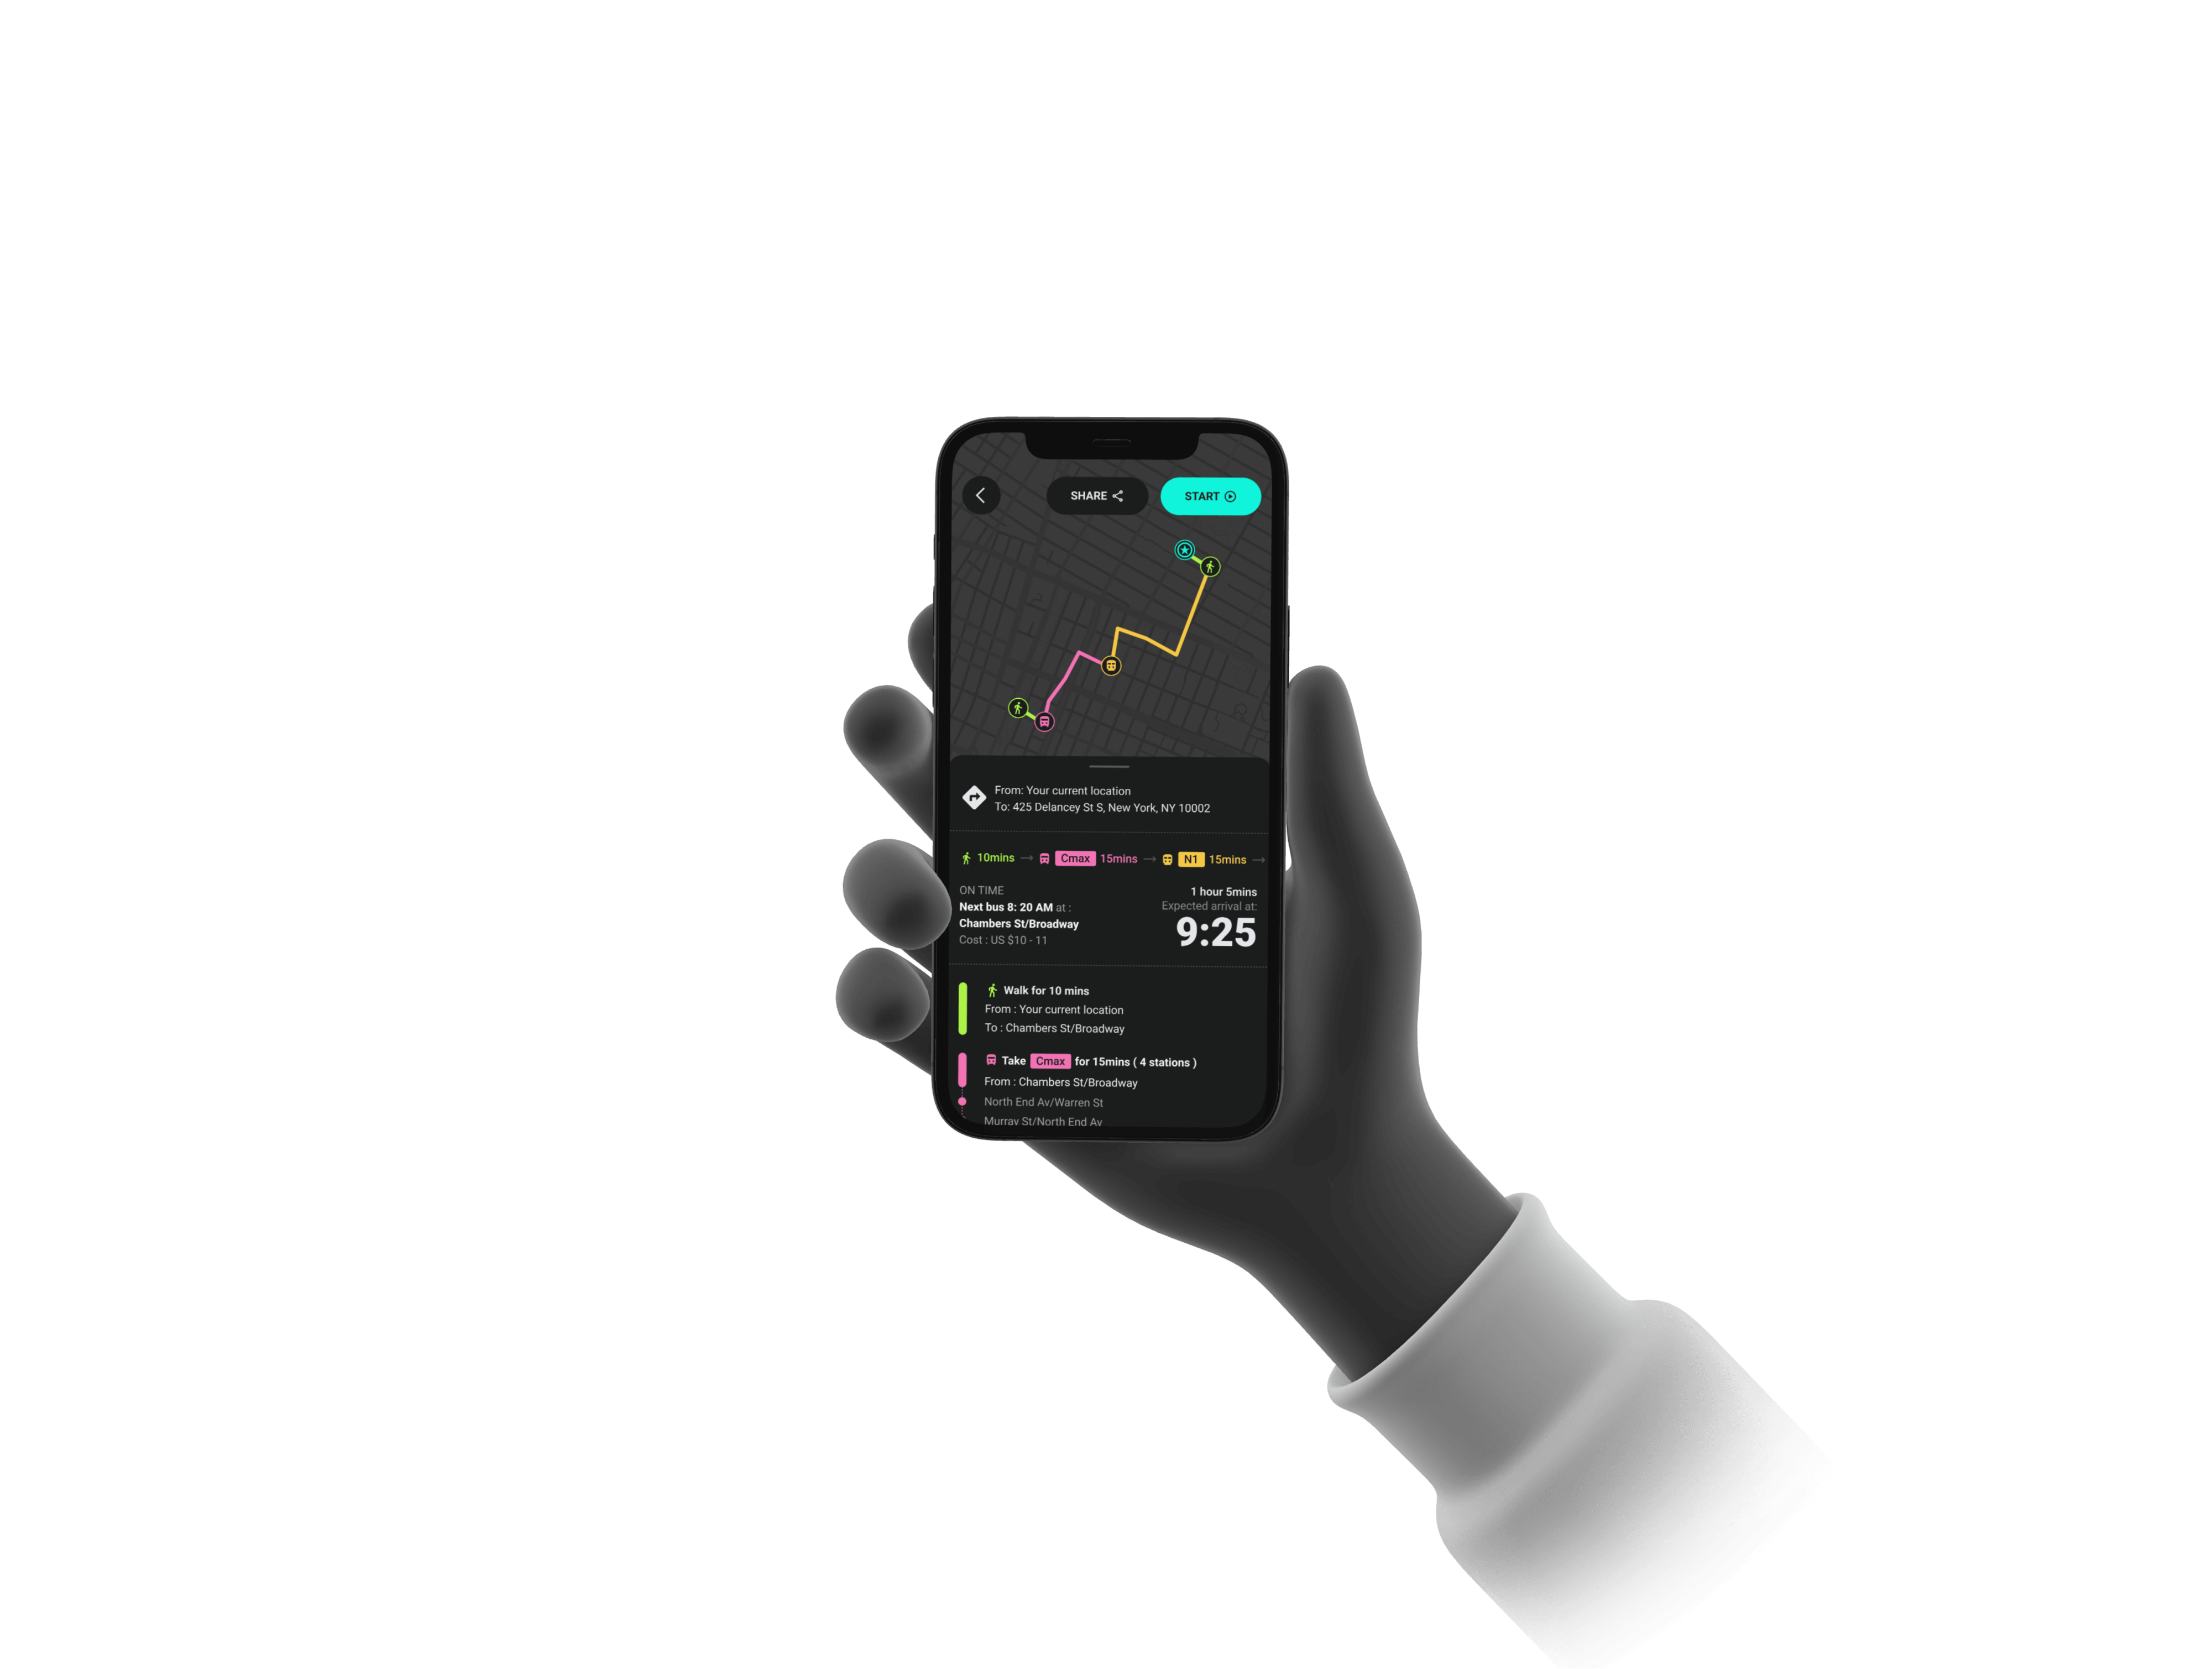 SHARE
START
From: Your current location
To: 425 Delancey St S, New York, NY 10002
10mins → Cmax 15mins → N1 15mins →
ON TIME
Next bus 8: 20 AM at :
Chambers St/Broadway
Cost : US $10 - 11
1 hour 5mins
Expected arrival at:
9:25
Walk for 10 mins
From : Your current location
To : Chambers St/Broadway
Take Cmax for 15mins ( 4 stations )
From : Chambers St/Broadway
North End Av/Warren St
Murray St/North End Av